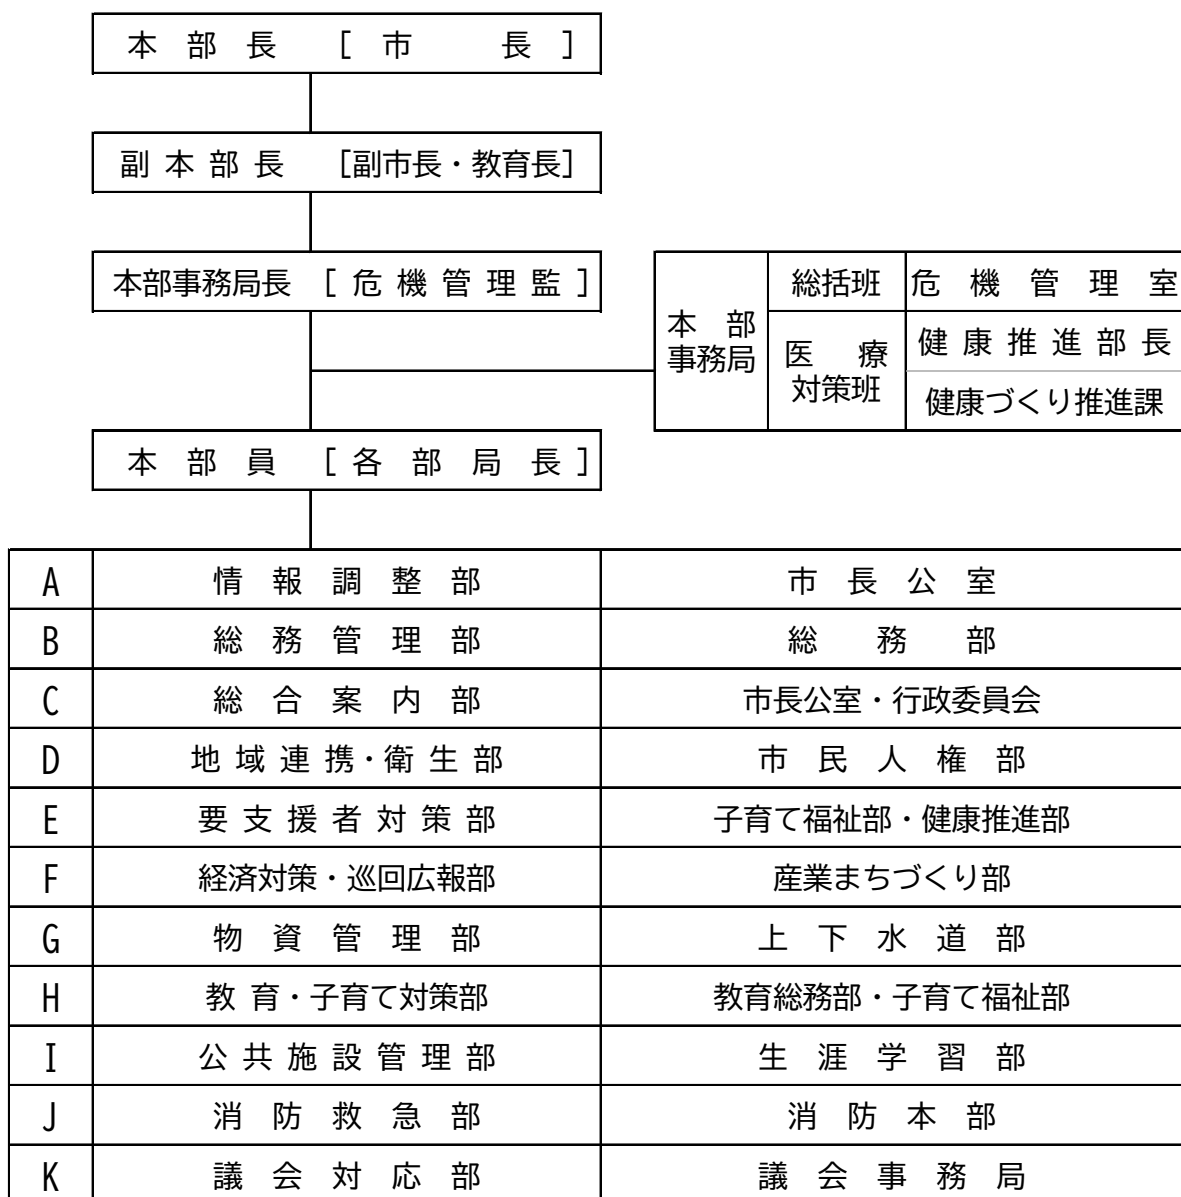 本部長 [市長]
副本部長 [副市長・教育長]
本部事務局長 [危機管理監]
本部
事務局
総括班 危機管理室
医療
対策班
健康推進部長
健康づくり推進課
本部員 [各部局長]
A 情報調整部 市長公室
B 総務管理部 総務部
C 総合案内部 市長公室・行政委員会
D 地域連携・衛生部 市民人権部
E 要支援者対策部 子育て福祉部・健康推進部
F 経済対策・巡回広報部 産業まちづくり部
G 物資管理部 上下水道部
H 教育・子育て対策部 教育総務部・子育て福祉部
I 公共施設管理部 生涯学習部
J 消防救急部 消防本部
K 議会対応部 議会事務局